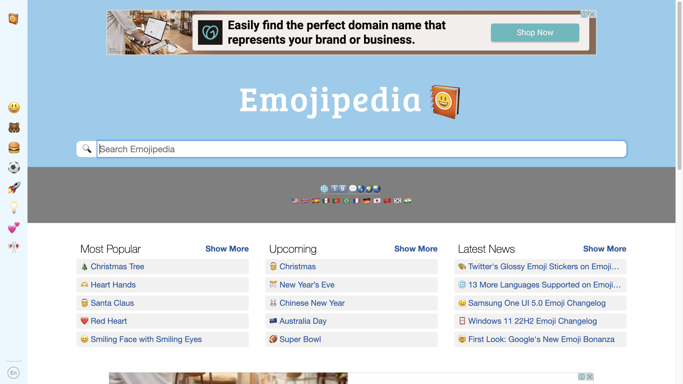 Easily find the perfect domain name that
represents your brand or business.
Shop Now
Emojipedia
Search Emojipedia
Most Popular
Show More
Christmas Tree
Heart Hands
Santa Claus
Red Heart
Smiling Face with Smiling Eyes
Upcoming
Show More
Christmas
New Year's Eve
Chinese New Year
Australia Day
Super Bowl
Latest News
Show More
Twitter's Glossy Emoji Stickers on Emoji...
13 More Languages Supported on Emoji...
Samsung One UI 5.0 Emoji Changelog
Windows 11 22H2 Emoji Changelog
First Look: Google's New Emoji Bonanza
En